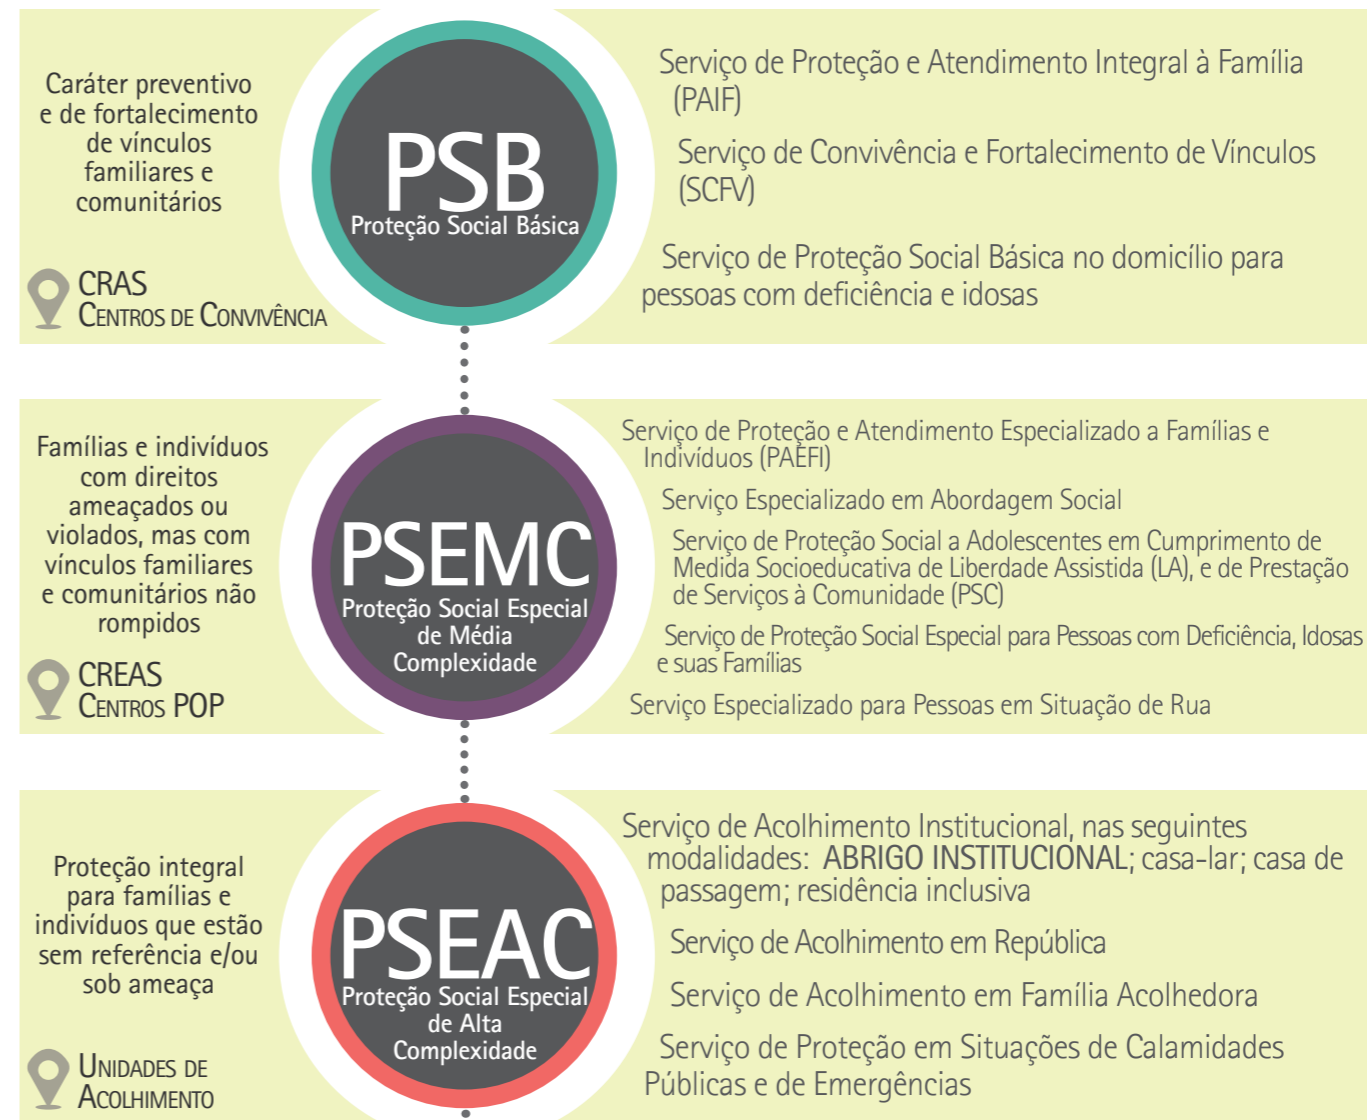 Caráter preventivo
e de fortalecimento
de vínculos
familiares e
comunitários
CRAS
CENTROS DE CONVIVÊNCIA
PSB
Proteção Social Básica
Serviço de Proteção e Atendimento Integral à Família
(PAIF)
Serviço de Convivência e Fortalecimento de Vínculos
(SCFV)
Serviço de Proteção Social Básica no domicílio para
pessoas com deficiência e idosas
Famílias e indivíduos
com direitos
ameaçados ou
violados, mas com
vínculos familiares
e comunitários não
rompidos
CREAS
CENTROS POP
PSEMC
Proteção Social Especial
de Média
Complexidade
Serviço de Proteção e Atendimento Especializado a Famílias e
Indivíduos (PAEFI)
Serviço Especializado em Abordagem Social
Serviço de Proteção Social a Adolescentes em Cumprimento de
Medida Socioeducativa de Liberdade Assistida (LA), e de Prestação
de Serviços à Comunidade (PSC)
Serviço de Proteção Social Especial para Pessoas com Deficiência, Idosas
e suas Famílias
Serviço Especializado para Pessoas em Situação de Rua
Proteção integral
para famílias e
indivíduos que estão
sem referência e/ou
sob ameaça
UNIDADES DE
ACOLHIMENTO
PSEAC
Proteção Social Especial
de Alta
Complexidade
Serviço de Acolhimento Institucional, nas seguintes
modalidades: ABRIGO INSTITUCIONAL; casa-lar; casa de
passagem; residência inclusiva
Serviço de Acolhimento em República
Serviço de Acolhimento em Família Acolhedora
Serviço de Proteção em Situações de Calamidades
Públicas e de Emergências